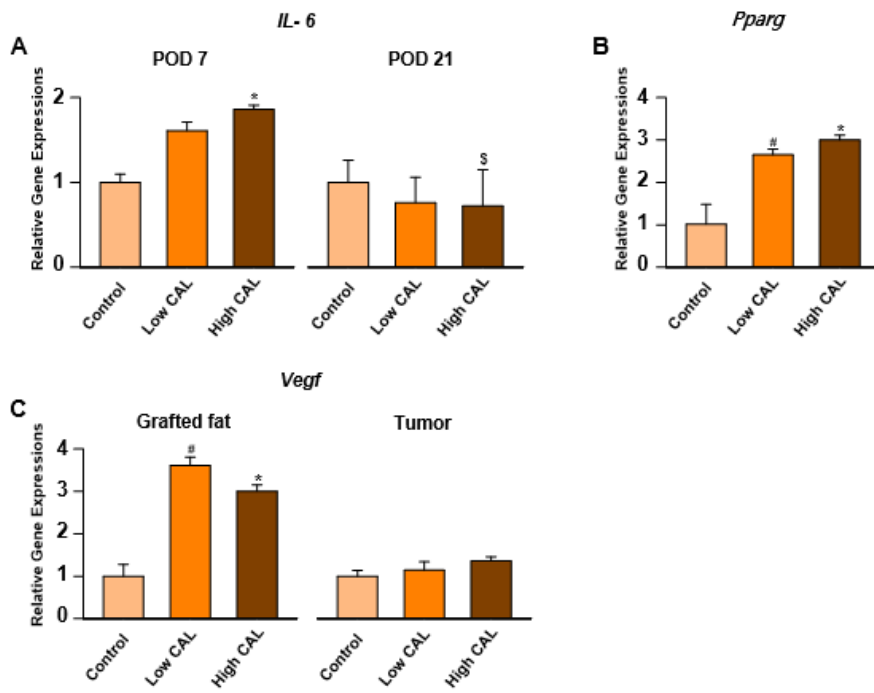 IL- 6
A
POD 7
POD 21
Relative Gene Expressions
2
1
0
*
$
Control
Low CAL
High CAL
Control
Low CAL
High CAL
Pparg
B
Relative Gene Expressions
4
3
2
1
0
#
*
Control
Low CAL
High CAL
Vegf
C
Grafted fat
Tumor
Relative Gene Expressions
4
3
2
1
0
#
*
Control
Low CAL
High CAL
Control
Low CAL
High CAL